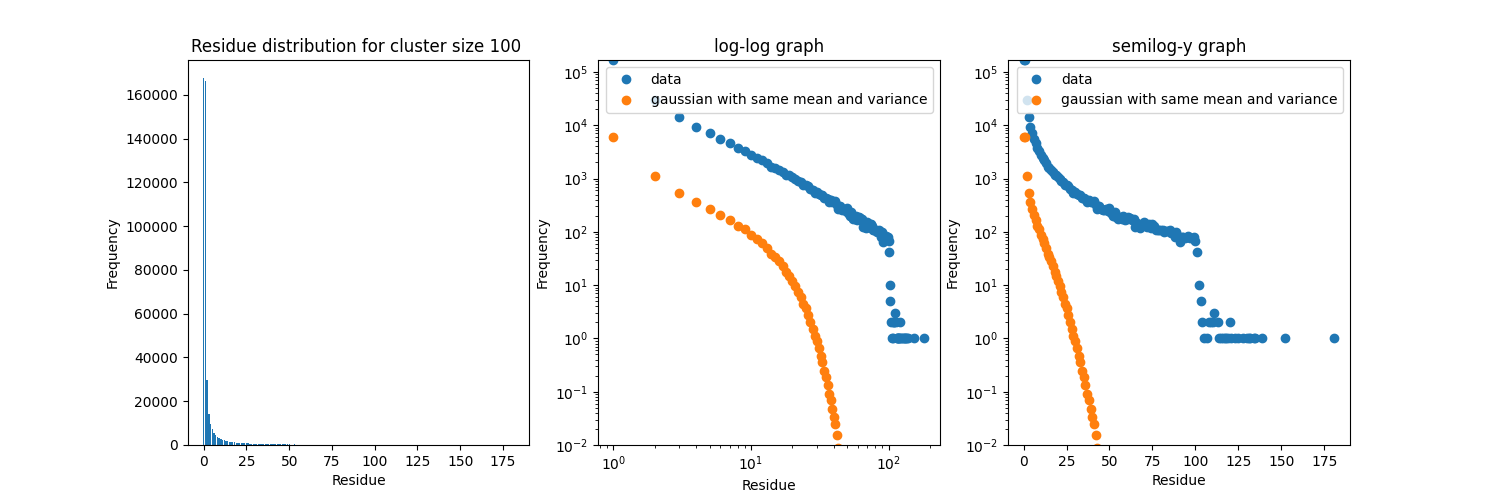 Residue distribution for cluster size 100
Frequency
160000
140000
120000
100000
80000
60000
40000
20000
0
0 25 50 75 100 125 150 175
Residue
log-log graph
Frequency
10^5
10^4
10^3
10^2
10^1
10^0
10^-1
10^-2
data
gaussian with same mean and variance
10^0 10^1 10^2
Residue
semilog-y graph
Frequency
10^5
10^4
10^3
10^2
10^1
10^0
10^-1
10^-2
data
gaussian with same mean and variance
0 25 50 75 100 125 150 175
Residue